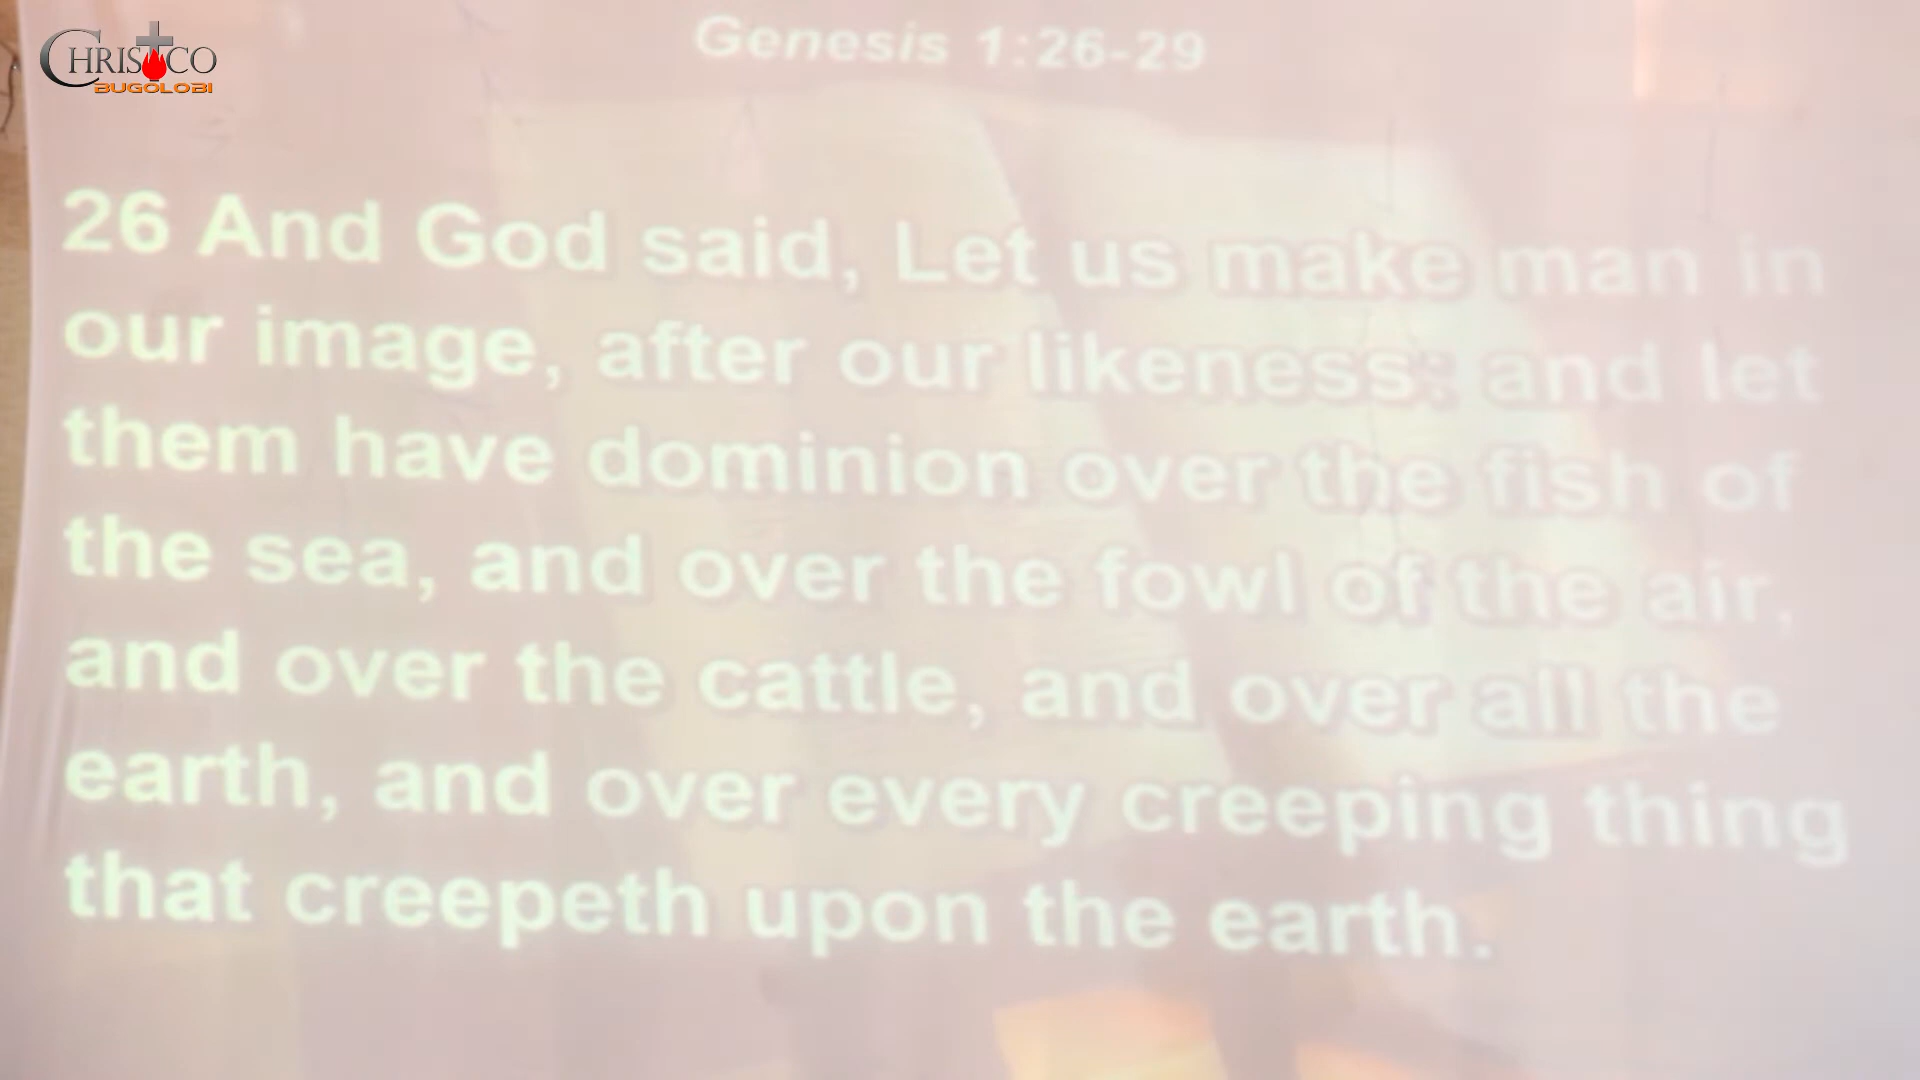 CHRISTCO
BUGOLOBI
Genesis 1:26-29
26 And God said, Let us make man in
our image, after our likeness: and let
them have dominion over the fish of
the sea, and over the fowl of the air,
and over the cattle, and over all the
earth, and over every creeping thing
that creepeth upon the earth.